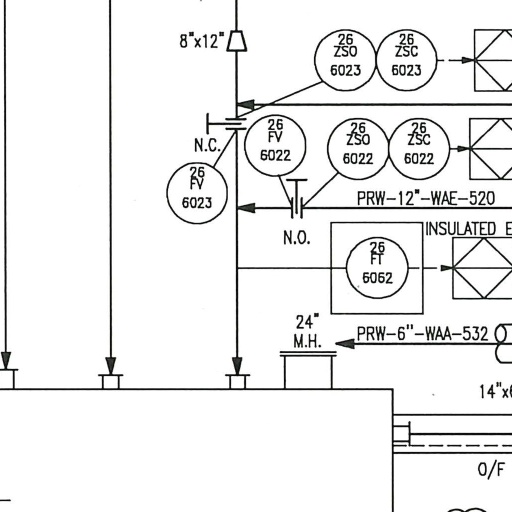 8"x12"
26
ZSO
6023
26
ZSC
6023
N.C.
26
FV
6022
26
ZSO
6022
26
ZSC
6022
26
FV
6023
PRW-12"-WAE-520
N.O.
INSULATED
26
FT
6062
24"
M.H.
PRW-6"-WAA-532
14"x6
O/F